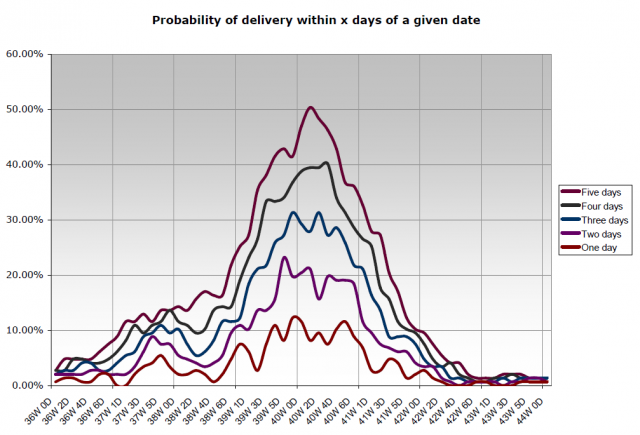 Probability of delivery within x days of a given date
60.00%
50.00%
40.00%
30.00%
20.00%
10.00%
0.00%
36W 0D
36W 2D
36W 4D
36W 6D
37W 1D
37W 3D
37W 5D
38W 0D
38W 2D
38W 4D
38W 6D
39W 1D
39W 3D
39W 5D
40W 0D
40W 2D
40W 4D
40W 6D
41W 1D
41W 3D
41W 5D
42W 0D
42W 2D
42W 4D
42W 6D
43W 1D
43W 3D
43W 5D
44W 0D
Five days
Four days
Three days
Two days
One day